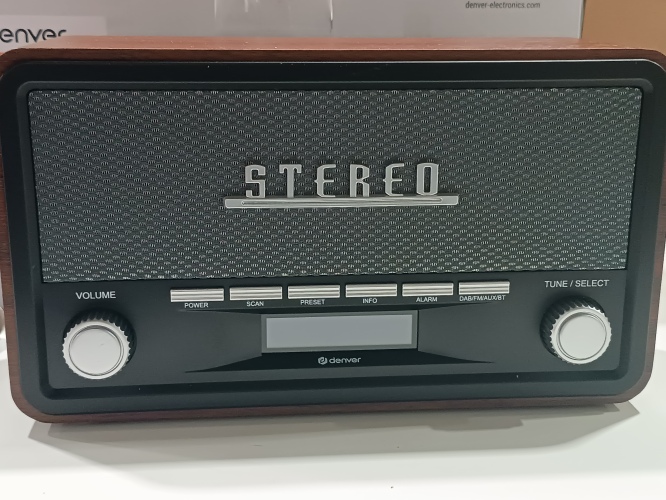 denver-electronics.com
denver
STEREO
VOLUME
TUNE / SELECT
POWER SCAN PRESET INFO ALARM DAB/FM/AUX/BT
denver